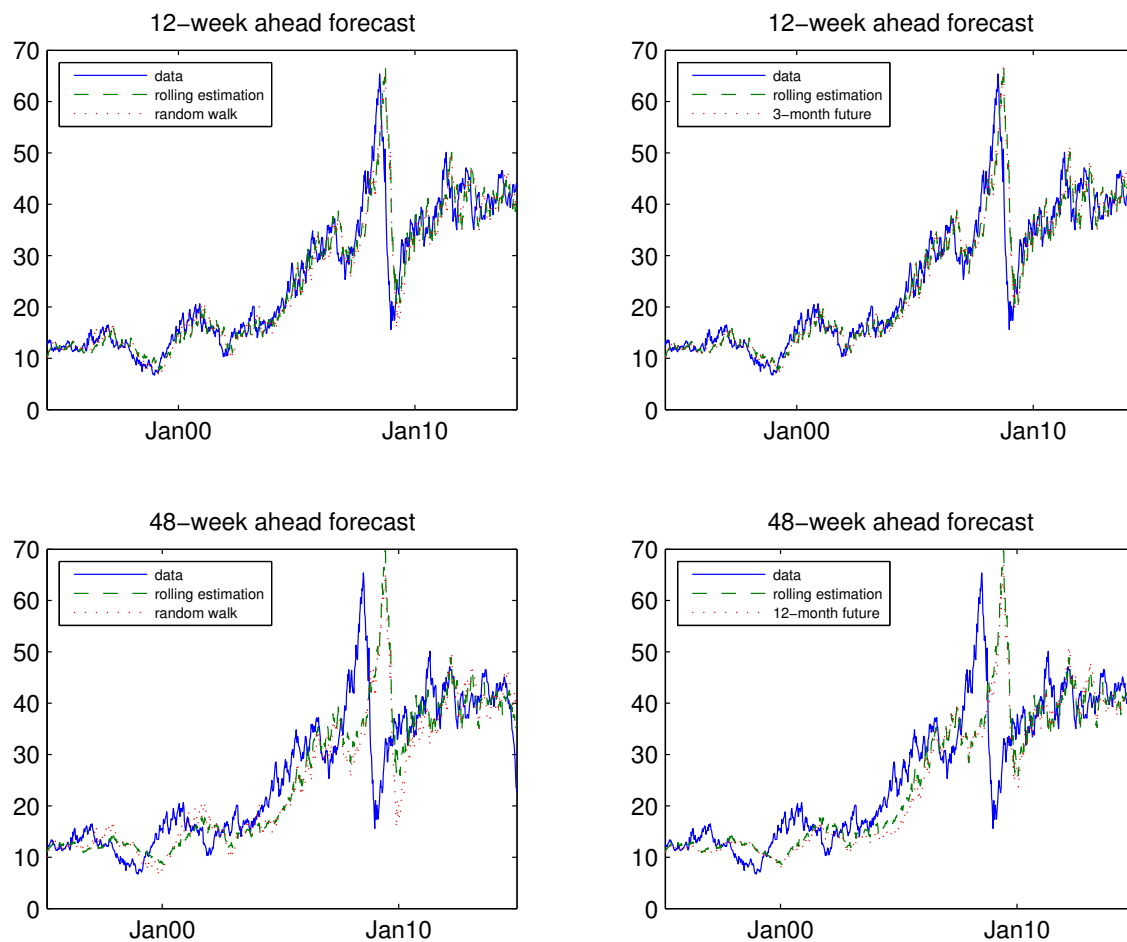 12−week ahead forecast
70
60
50
40
30
20
10
0
data
rolling estimation
random walk
Jan00
Jan10
12−week ahead forecast
70
60
50
40
30
20
10
0
data
rolling estimation
3−month future
Jan00
Jan10
48−week ahead forecast
70
60
50
40
30
20
10
0
data
rolling estimation
random walk
Jan00
Jan10
48−week ahead forecast
70
60
50
40
30
20
10
0
data
rolling estimation
12−month future
Jan00
Jan10